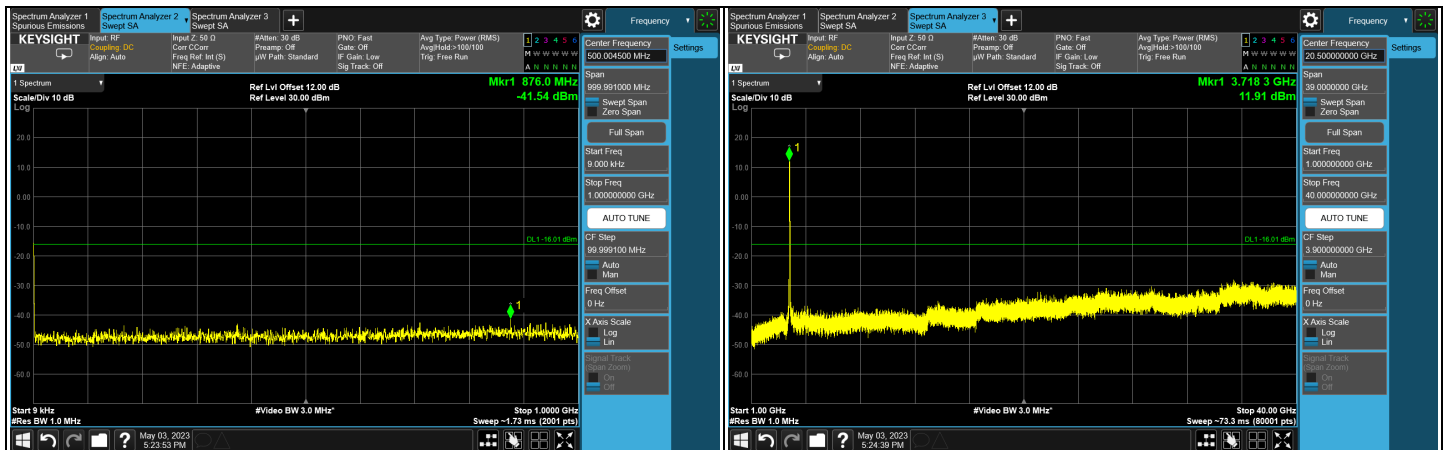 Spectrum Analyzer 1
Spurious Emissions
Spectrum Analyzer 2
Swept SA
Spectrum Analyzer 3
Swept SA
KEYSIGHT
LXI
Input: RF
Coupling: DC
Align: Auto
Input Z: 50 Ω
Corr CCorr
Freq Ref: Int (S)
NFE: Adaptive
#Atten: 30 dB
Preamp: Off
µW Path: Standard
PNO: Fast
Gate: Off
IF Gain: Low
Sig Track: Off
Avg Type: Power (RMS)
Avg|Hold:>100/100
Trig: Free Run
1 2 3 4 5 6
M W W W W W
A N N N N N
1 Spectrum
Scale/Div 10 dB
Log
Ref Lvl Offset 12.00 dB
Ref Level 30.00 dBm
Mkr1 876.0 MHz
-41.54 dBm
20.0
10.0
0.00
-10.0
-20.0
-30.0
-40.0
-50.0
-60.0
DL1 -16.01 dBm
1
Start 9 kHz
#Res BW 1.0 MHz
#Video BW 3.0 MHz*
Stop 1.0000 GHz
Sweep ~1.73 ms (2001 pts)
May 03, 2023
5:23:53 PM
Frequency
Settings
Center Frequency
500.004500 MHz
Span
999.991000 MHz
Swept Span
Zero Span
Full Span
Start Freq
9.000 kHz
Stop Freq
1.000000000 GHz
AUTO TUNE
CF Step
99.999100 MHz
Auto
Man
Freq Offset
0 Hz
X Axis Scale
Log
Lin
Signal Track
(Span Zoom)
On
Off
Spectrum Analyzer 1
Spurious Emissions
Spectrum Analyzer 2
Swept SA
Spectrum Analyzer 3
Swept SA
KEYSIGHT
LXI
Input: RF
Coupling: DC
Align: Auto
Input Z: 50 Ω
Corr CCorr
Freq Ref: Int (S)
NFE: Adaptive
#Atten: 30 dB
Preamp: Off
µW Path: Standard
PNO: Fast
Gate: Off
IF Gain: Low
Sig Track: Off
Avg Type: Power (RMS)
Avg|Hold:>100/100
Trig: Free Run
1 2 3 4 5 6
M W W W W W
A N N N N N
1 Spectrum
Scale/Div 10 dB
Log
Ref Lvl Offset 12.00 dB
Ref Level 30.00 dBm
Mkr1 3.718 3 GHz
11.91 dBm
20.0
10.0
0.00
-10.0
-20.0
-30.0
-40.0
-50.0
-60.0
DL1 -16.01 dBm
1
Start 1.00 GHz
#Res BW 1.0 MHz
#Video BW 3.0 MHz*
Stop 40.00 GHz
Sweep ~73.3 ms (80001 pts)
May 03, 2023
5:24:39 PM
Frequency
Settings
Center Frequency
20.500000000 GHz
Span
39.0000000 GHz
Swept Span
Zero Span
Full Span
Start Freq
1.000000000 GHz
Stop Freq
40.000000000 GHz
AUTO TUNE
CF Step
3.900000000 GHz
Auto
Man
Freq Offset
0 Hz
X Axis Scale
Log
Lin
Signal Track
(Span Zoom)
On
Off